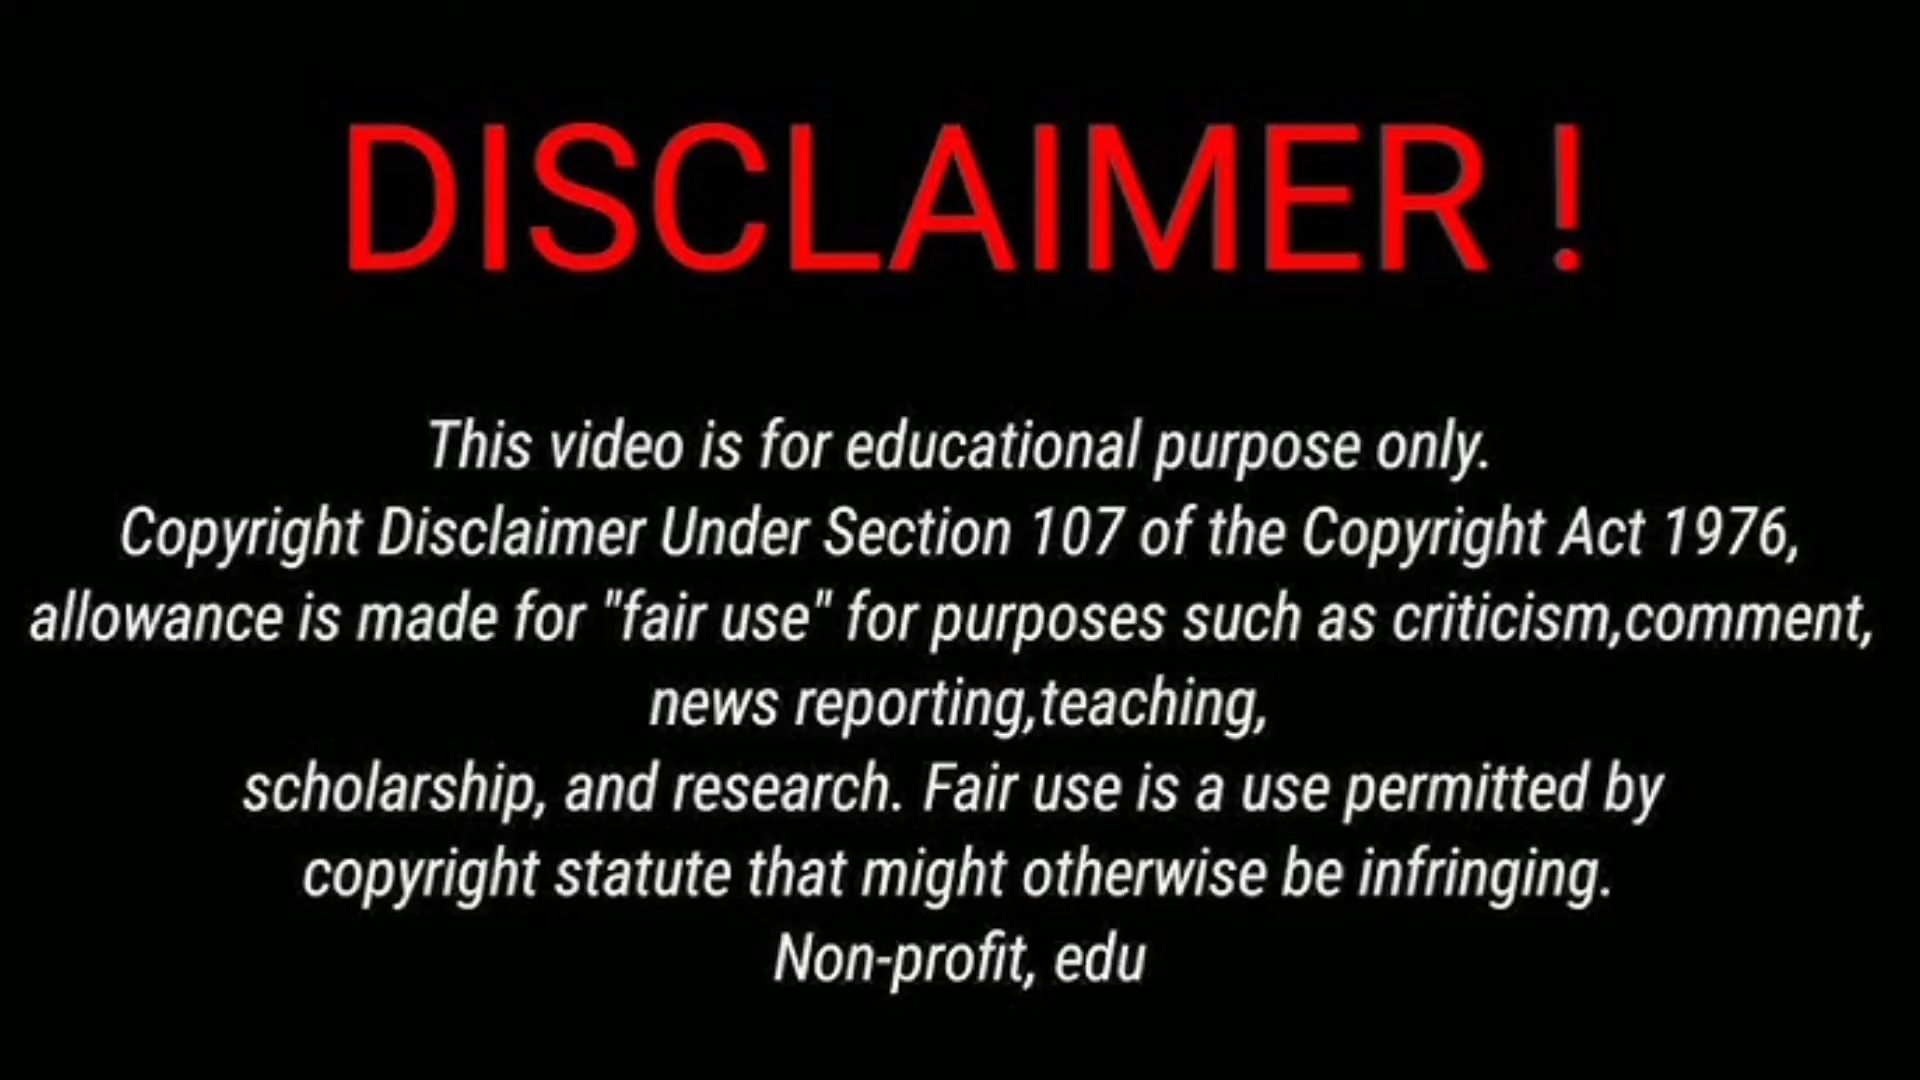 DISCLAIMER !
This video is for educational purpose only.
Copyright Disclaimer Under Section 107 of the Copyright Act 1976,
allowance is made for "fair use" for purposes such as criticism,comment,
news reporting,teaching,
scholarship, and research. Fair use is a use permitted by
copyright statute that might otherwise be infringing.
Non-profit, edu